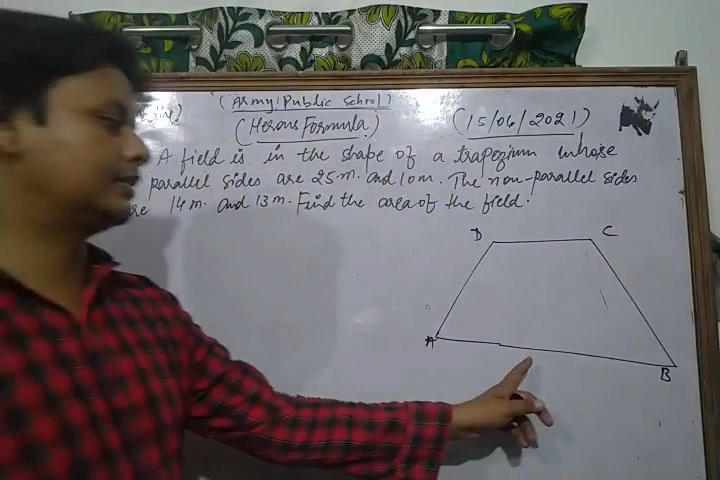 (Army Public School)
(Herons Formula) (15/06/2021)
A field is in the shape of a trapezium whose
parallel sides are 25m. and 10m. The non-parallel sides
14m. and 13m. Find the area of the field.
D C
A
B